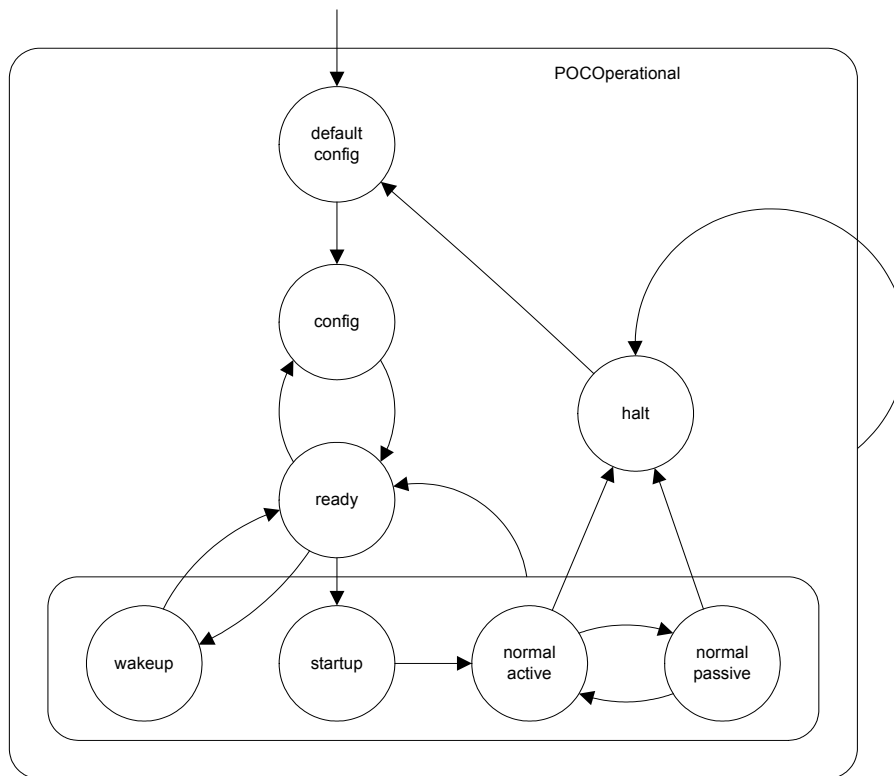 POCOperational
default
config
config
halt
ready
wakeup
startup
normal
active
normal
passive